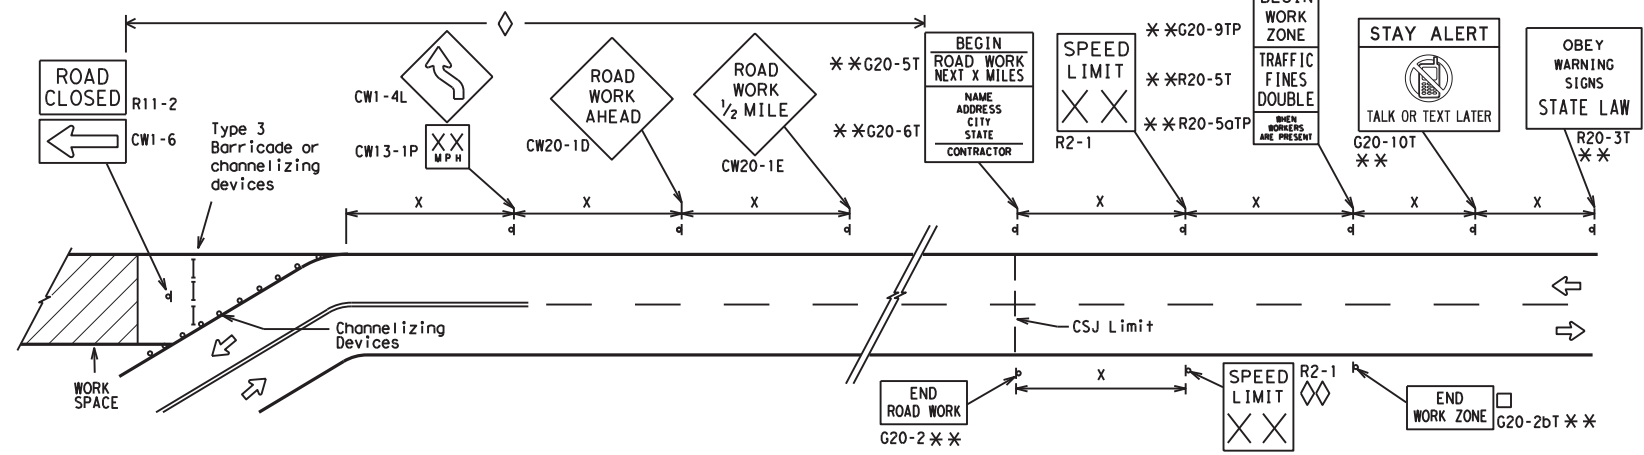 ROAD
CLOSED
R11-2
CW1-6
Type 3
Barricade or
channelizing
devices
CW1-4L
XX
MPH
CW13-1P
ROAD
WORK
AHEAD
CW20-1D
ROAD
WORK
1/2 MILE
CW20-1E
**G20-5T
**G20-6T
BEGIN
ROAD WORK
NEXT X MILES
NAME
ADDRESS
CITY
STATE
CONTRACTOR
SPEED
LIMIT
XX
R2-1
**G20-9TP
**R20-5T
**R20-5aTP
BEGIN
WORK
ZONE
TRAFFIC
FINES
DOUBLE
WHEN
WORKERS
ARE PRESENT
STAY ALERT
TALK OR TEXT LATER
G20-10T
**
OBEY
WARNING
SIGNS
STATE LAW
R20-3T
**
X
X
X
X
X
X
X
Channelizing
Devices
WORK
SPACE
CSJ Limit
END
ROAD WORK
G20-2**
X
SPEED
LIMIT
XX
R2-1
END
WORK ZONE
G20-2bT **